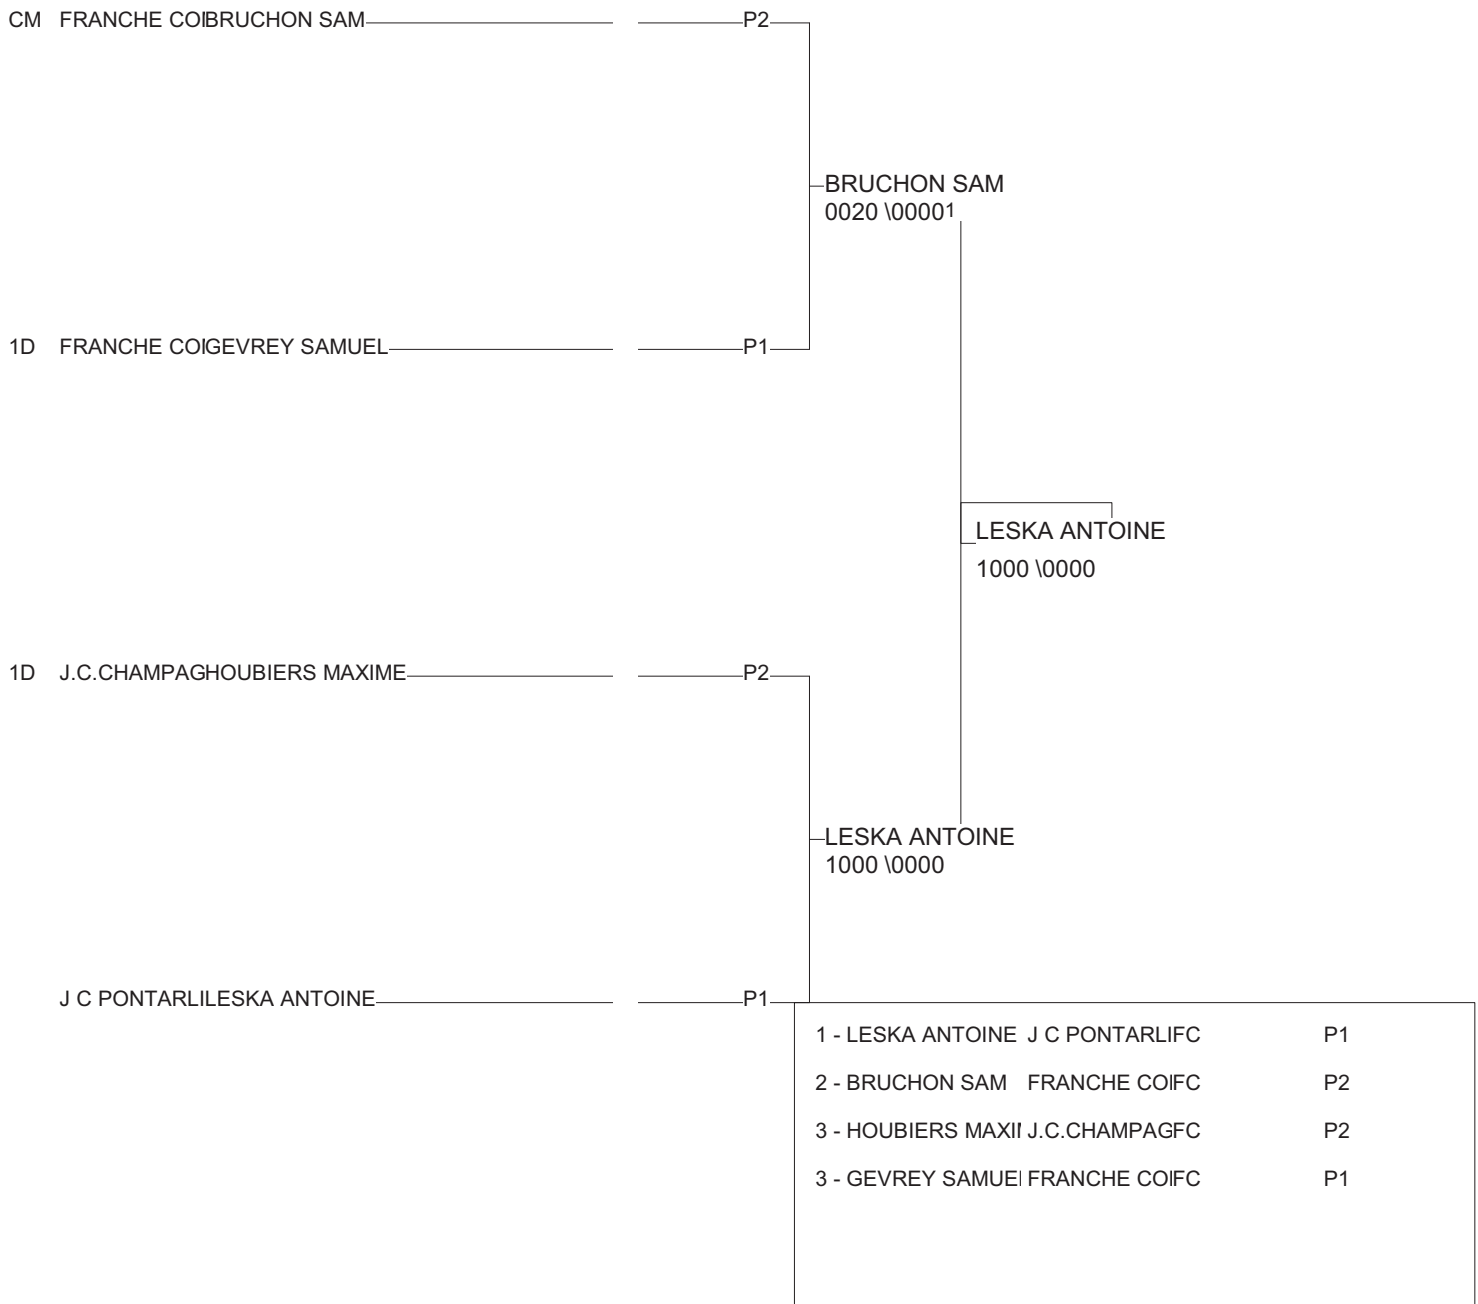 CM FRANCHE COIBRUCHON SAM P2
BRUCHON SAM
0020 \0000 1
1D FRANCHE COIGEVREY SAMUEL P1
LESKA ANTOINE
1000 \0000
1D J.C.CHAMPAGHOUBIERS MAXIME P2
LESKA ANTOINE
1000 \0000
J C PONTARLILESKA ANTOINE P1
1 - LESKA ANTOINE J C PONTARLIFC P1
2 - BRUCHON SAM FRANCHE COIFC P2
3 - HOUBIERS MAXII J.C.CHAMPAGFC P2
3 - GEVREY SAMUEI FRANCHE COIFC P1